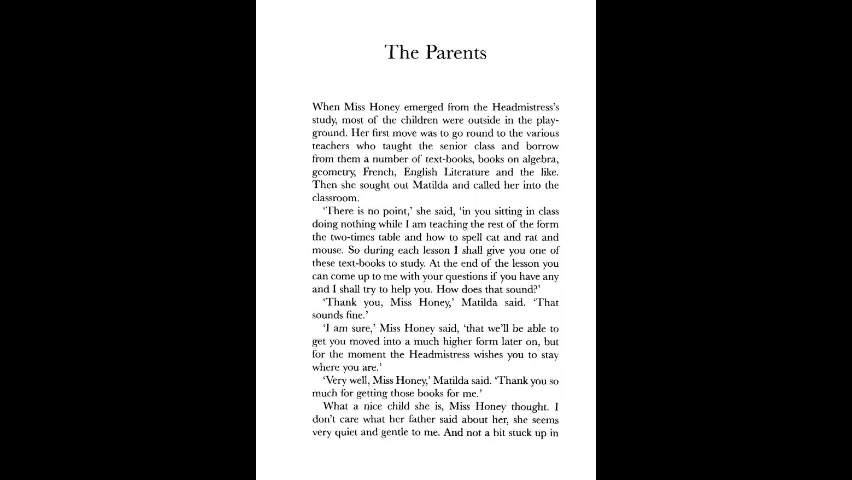 The Parents
When Miss Honey emerged from the Headmistress's
study, most of the children were outside in the play-
ground. Her first move was to go round to the various
teachers who taught the senior class and borrow
from them a number of text-books, books on algebra,
geometry, French, English Literature and the like.
Then she sought out Matilda and called her into the
classroom.
‘There is no point,’ she said, ‘in you sitting in class
doing nothing while I am teaching the rest of the form
the two-times table and how to spell cat and rat and
mouse. So during each lesson I shall give you one of
these text-books to study. At the end of the lesson you
can come up to me with your questions if you have any
and I shall try to help you. How does that sound?’
‘Thank you, Miss Honey,’ Matilda said. ‘That
sounds fine.’
‘I am sure,’ Miss Honey said, ‘that we'll be able to
get you moved into a much higher form later on, but
for the moment the Headmistress wishes you to stay
where you are.’
‘Very well, Miss Honey,’ Matilda said. ‘Thank you so
much for getting those books for me.’
What a nice child she is, Miss Honey thought. I
don't care what her father said about her, she seems
very quiet and gentle to me. And not a bit stuck up in